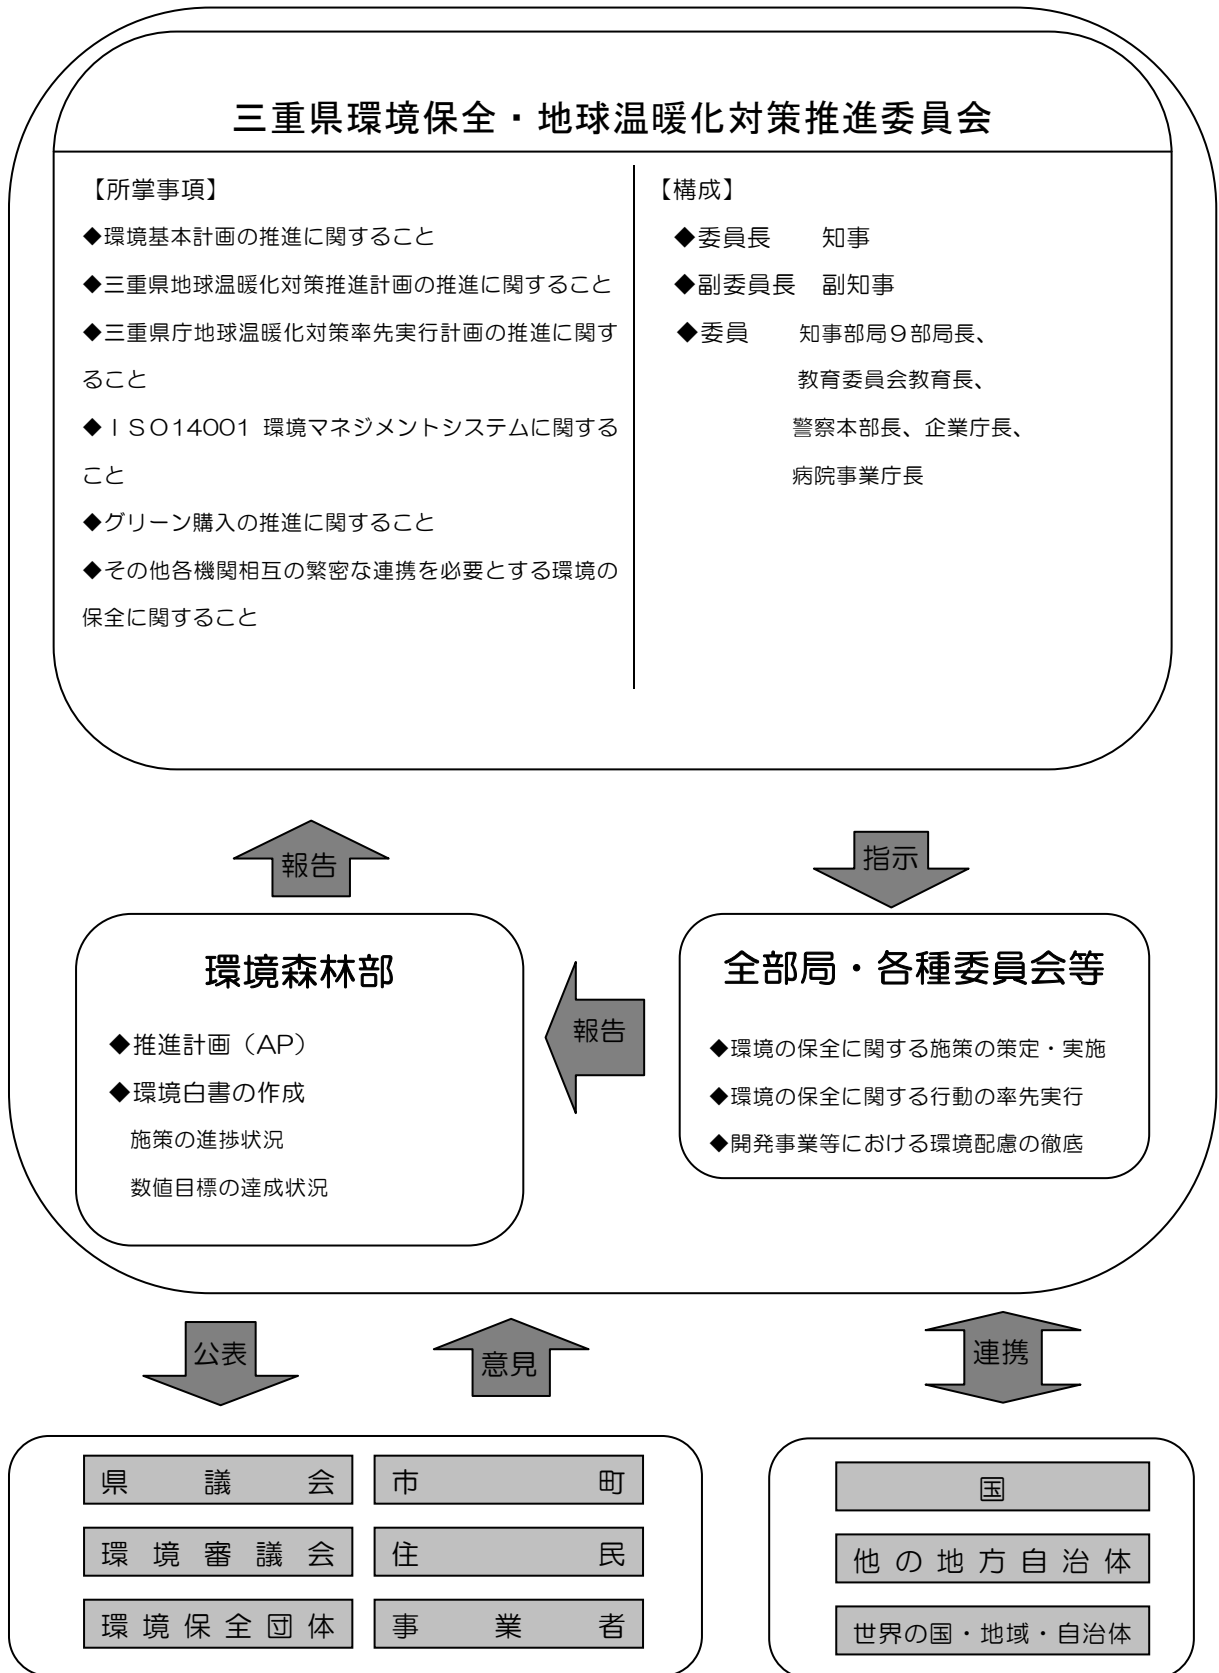 三重県環境保全・地球温暖化対策推進委員会
【所掌事項】
◆環境基本計画の推進に関すること
◆三重県地球温暖化対策推進計画の推進に関すること
◆三重県庁地球温暖化対策率先実行計画の推進に関す
ること
◆ＩＳＯ14001 環境マネジメントシステムに関する
こと
◆グリーン購入の推進に関すること
◆その他各機関相互の緊密な連携を必要とする環境の
保全に関すること
【構成】
◆委員長　　知事
◆副委員長　副知事
◆委員　　知事部局９部局長、
教育委員会教育長、
警察本部長、企業庁長、
病院事業庁長
報告
指示
環境森林部
◆推進計画（AP）
◆環境白書の作成
施策の進捗状況
数値目標の達成状況
報告
全部局・各種委員会等
◆環境の保全に関する施策の策定・実施
◆環境の保全に関する行動の率先実行
◆開発事業等における環境配慮の徹底
公表
意見
連携
県議会
市町
環境審議会
住民
環境保全団体
事業者
国
他の地方自治体
世界の国・地域・自治体